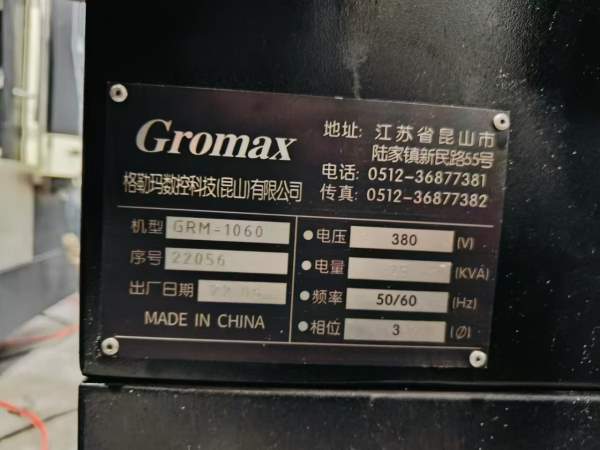 Gromax
格勒玛数控科技(昆山)有限公司
地址: 江苏省昆山市
陆家镇新民路55号
电话: 0512-36877381
传真: 0512-36877382
机型 GRM-1060
序号 22056
出厂日期
MADE IN CHINA
电压 380 (V)
电量 (KVA)
频率 50/60 (Hz)
相位 3 (Ø)